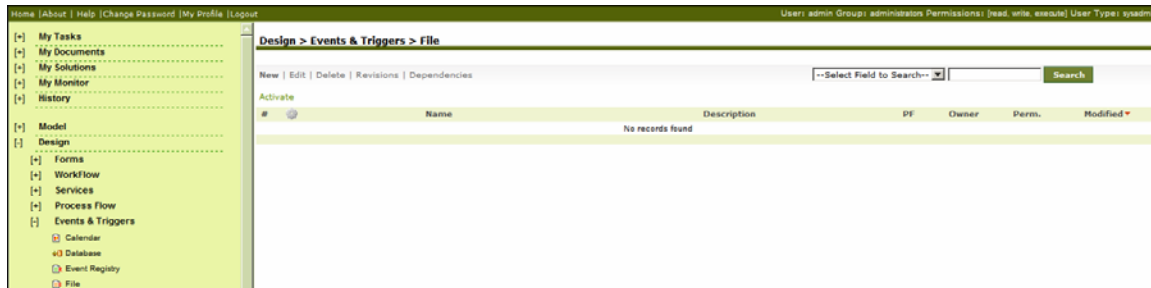 Home |About | Help |Change Password |My Profile |Logout
User: admin Group: administrators Permissions: [read, write, execute] User Type: sysadm
[+] My Tasks
[+] My Documents
[+] My Solutions
[+] My Monitor
[+] History
[+] Model
[-] Design
[+] Forms
[+] WorkFlow
[+] Services
[+] Process Flow
[-] Events & Triggers
Calendar
Database
Event Registry
File
Design > Events & Triggers > File
New | Edit | Delete | Revisions | Dependencies
--Select Field to Search-- Search
Activate
# Name Description PF Owner Perm. Modified
No records found